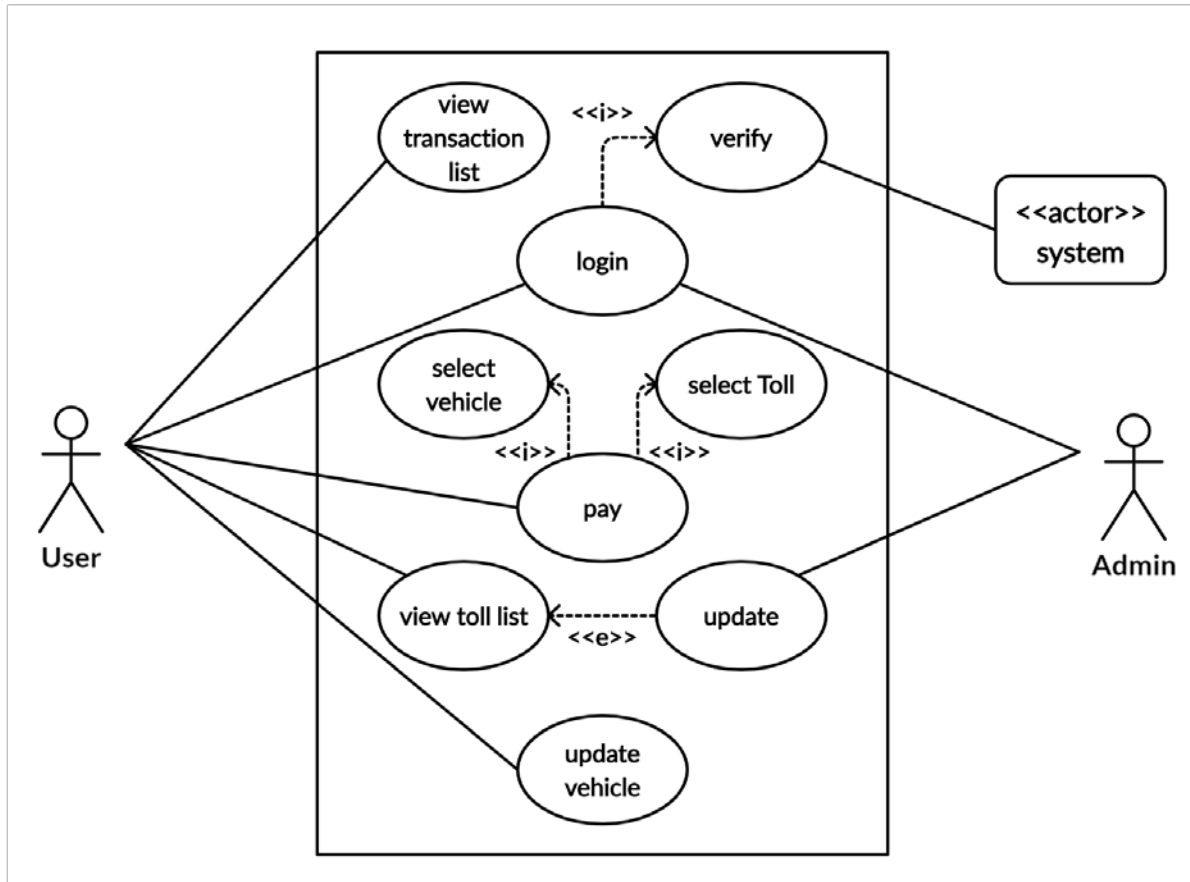 view
transaction
list
<<i>>
verify
<<actor>>
system
login
select
vehicle
select Toll
<<i>>
<<i>>
pay
User
Admin
view toll list
<<e>>
update
update
vehicle